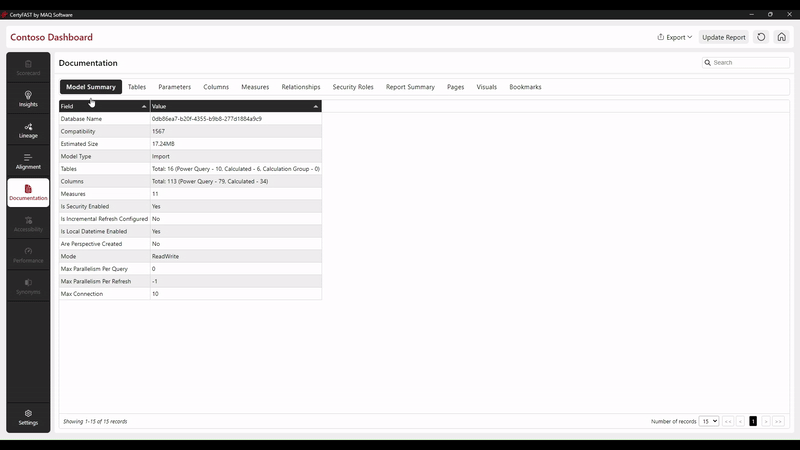 CertyFAST by MAQ Software
Contoso Dashboard
Export
Update Report
Scorecard
Insights
Lineage
Alignment
Documentation
Accessibility
Performance
Synonyms
Settings
Documentation
Search
Model Summary Tables Parameters Columns Measures Relationships Security Roles Report Summary Pages Visuals Bookmarks
Field Value
Database Name 0db86ea7-b20f-4355-b9b8-277d1884a9c9
Compatibility 1567
Estimated Size 17.24MB
Model Type Import
Tables Total: 16 (Power Query - 10, Calculated - 6, Calculation Group - 0)
Columns Total: 113 (Power Query - 79, Calculated - 34)
Measures 11
Is Security Enabled Yes
Is Incremental Refresh Configured No
Is Local Datetime Enabled Yes
Are Perspective Created No
Mode ReadWrite
Max Parallelism Per Query 0
Max Parallelism Per Refresh -1
Max Connection 10
Showing 1-15 of 15 records
Number of records 15 << < 1 > >>